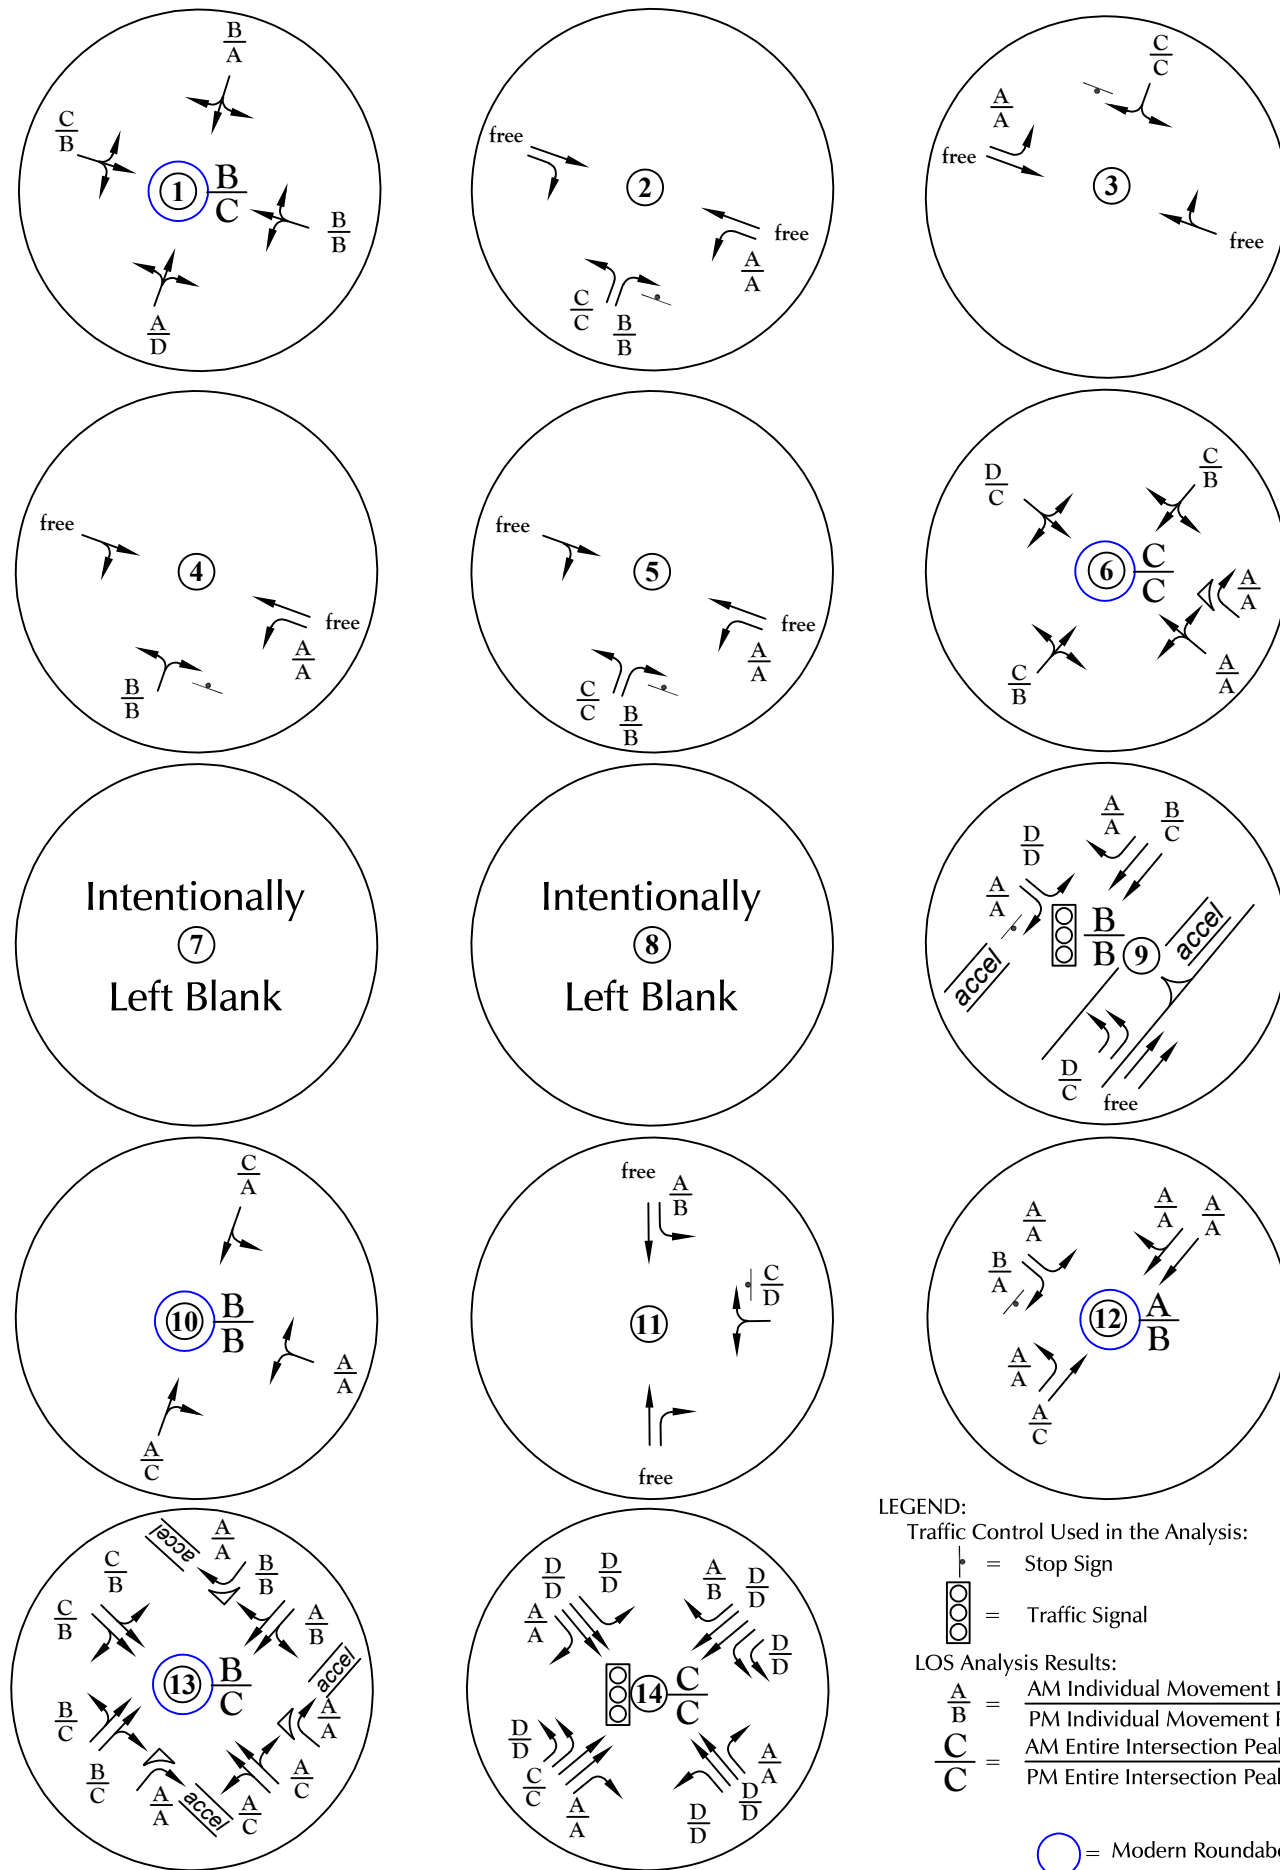 B
A
C
B
1
B
C
B
B
A
D
free
2
free
A
A
C
C
B
B
C
C
A
A
free
3
free
free
4
free
A
A
B
B
free
5
free
A
A
C
C
B
B
D
C
C
B
6
C
C
A
A
C
B
A
A
Intentionally
7
Left Blank
Intentionally
8
Left Blank
A
A
B
C
D
D
A
A
B
B
9
accel
accel
D
C
free
C
A
10
B
B
A
A
A
C
free
A
B
C
D
11
free
A
A
A
A
A
A
B
A
12
A
B
A
A
A
C
accel
A
A
C
B
B
B
C
B
A
B
accel
13
B
C
B
C
A
A
B
C
A
A
accel
A
C
A
C
D
D
D
D
A
B
D
D
A
A
D
D
14
C
C
D
D
C
C
A
A
A
A
D
D
D
D
LEGEND:
Traffic Control Used in the Analysis:
= Stop Sign
= Traffic Signal
LOS Analysis Results:
A = AM Individual Movement
B PM Individual Movement
C = AM Entire Intersection
C PM Entire Intersection
= Modern